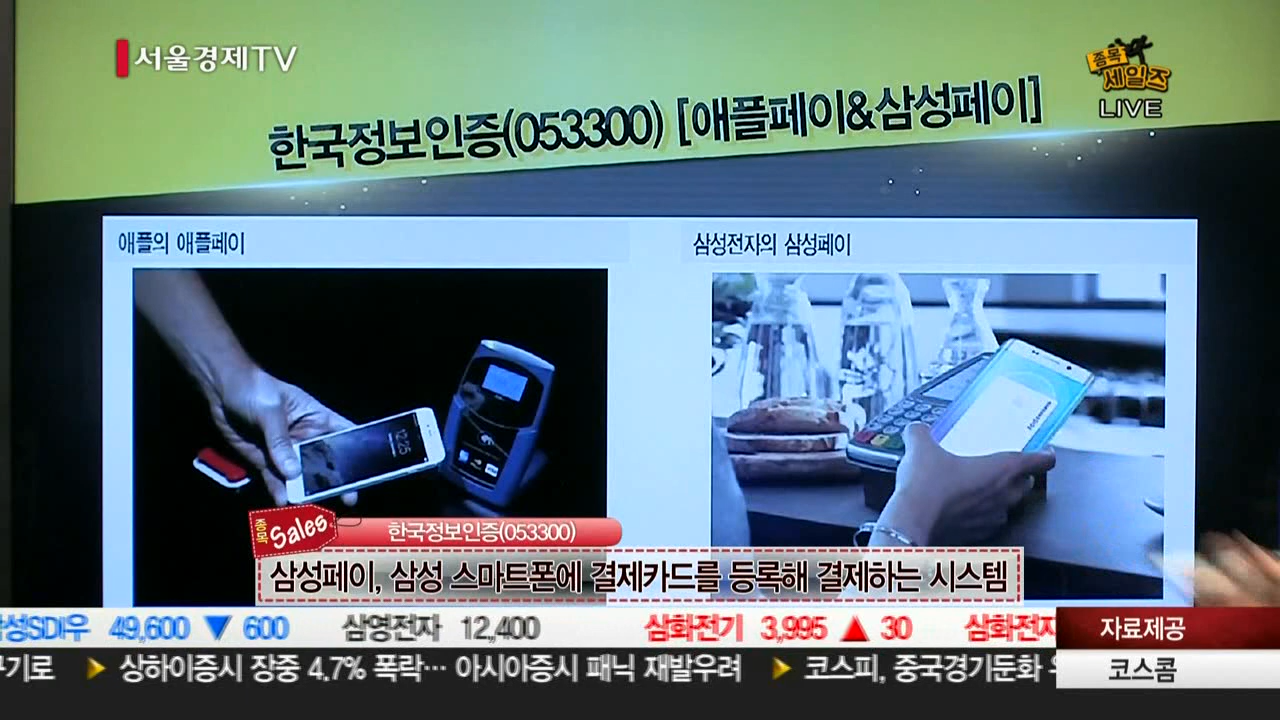 서울경제TV
종목
세일즈
LIVE
한국정보인증(053300) [애플페이&삼성페이]
애플의 애플페이
삼성전자의 삼성페이
12:25
종목
Sales
한국정보인증(053300)
삼성페이, 삼성 스마트폰에 결제카드를 등록해 결제하는 시스템
삼성SDI우 49,600 ▼ 600 삼영전자 12,400 삼화전기 3,995 ▲ 30 삼화전자
자료제공
구기로 ▶ 상하이증시 장중 4.7% 폭락… 아시아증시 패닉 재발우려 ▶ 코스피, 중국경기둔화
코스콤